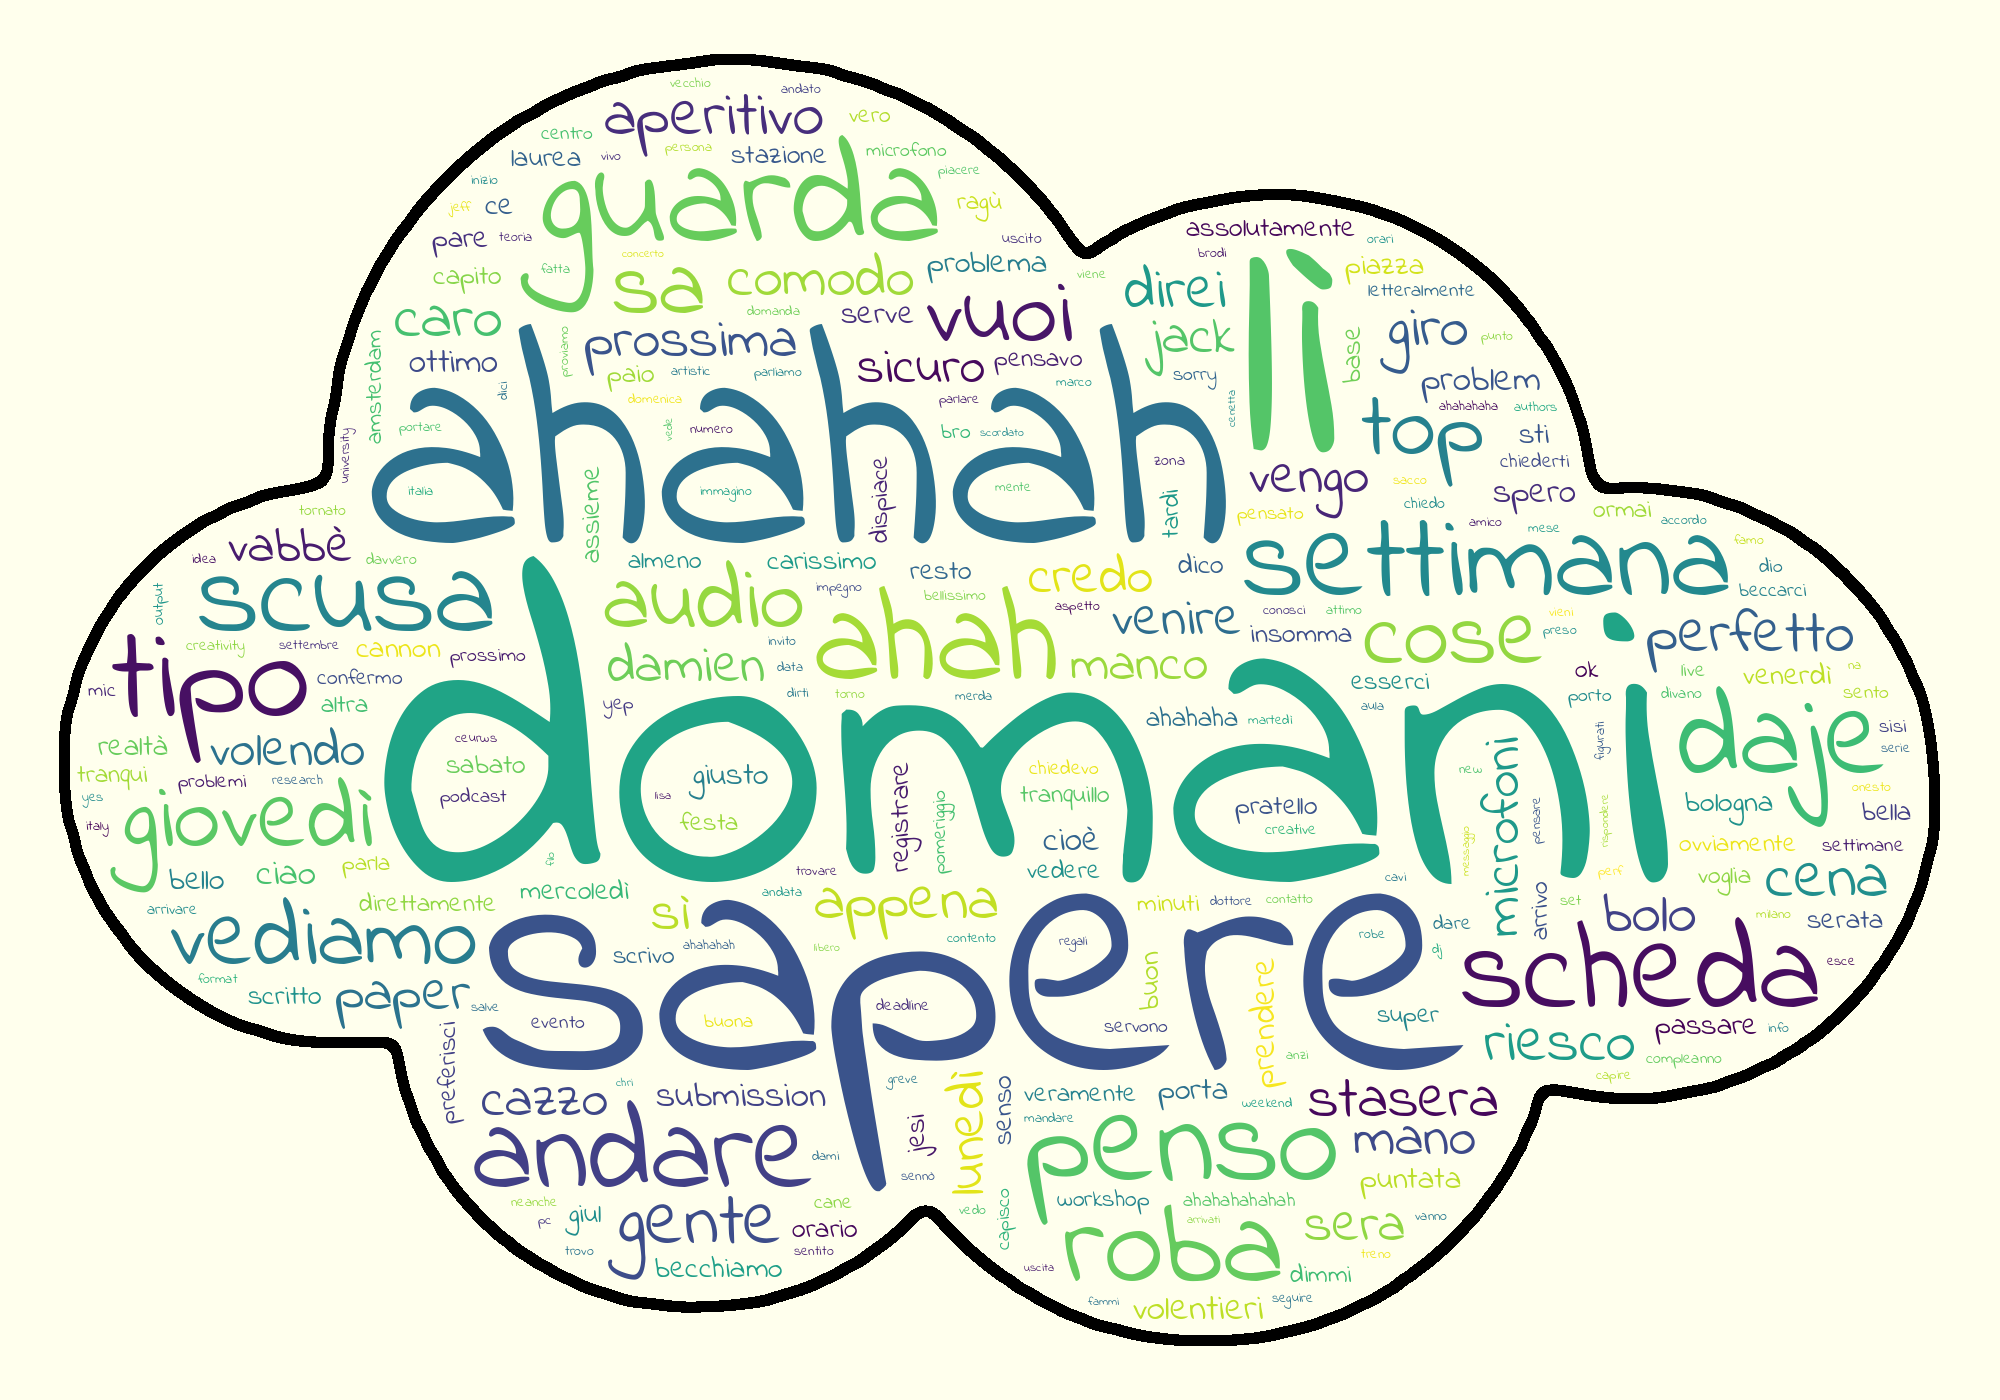 vecchio
andato
aperitivo
vero
centro
laurea
vivo
persona
stazione
microfono
piacere
inizio
guarda
jeff
ce
ragù
pare
teoria
uscito
assolutamente
orari
brodi
capito
fatta
concerto
sa
comodo
problema
viene
direi
lì
piazza
letteralmente
caro
domanda
serve
vuoi
jack
giro
punto
amsterdam
ottimo
proviamo
prossima
sicuro
pensavo
base
dici
paio
artistic
parliamo
marco
sorry
problem
domenica
parlare
cenetta
top
ahahahaha
authors
portare
vede
numero
bro
scordato
sti
university
ahahah
zona
chiederti
italia
immagino
mente
vengo
sacco
spero
assieme
dispiace
tardi
chiedo
tornato
pensato
ormai
amico
mese
accordo
idea
vabbè
davvero
almeno
carissimo
resto
credo
dico
settimana
famo
dio
output
scusa
audio
impegno
bellissimo
aspetto
beccarci
ahah
venire
conosci
attimo
vieni
creativity
settembre
cannon
prossimo
invito
insomma
cose
preso
perfetto
tipo
damien
data
manco
ok
live
venerdì
na
mic
confermo
dirti
torno
merda
esserci
porto
divano
sento
altra
yep
domani
ahahaha
martedì
aula
figurati
daje
sisi
realtà
volendo
ceurws
serie
tranqui
problemi
research
sabato
giusto
chiedevo
microfoni
new
yes
podcast
lisa
registrare
tranquillo
pratello
pensare
rispondere
bologna
onesto
italy
giovedì
festa
pomeriggio
cioè
creative
messaggio
bella
ovviamente
settimane
bello
ciao
parla
filo
trovare
vedere
cavi
perf
voglia
cena
arrivare
direttamente
mercoledì
sì
andata
appena
minuti
dottore
contatto
arrivo
set
bolo
milano
serata
vediamo
ahahahah
libero
contento
regali
robe
dare
dj
format
scritto
paper
salve
sapere
scrivo
buon
scheda
esce
evento
buona
deadline
servono
prendere
super
riesco
passare
info
preferisci
anzi
compleanno
capire
chri
greve
lunedì
senso
veramente
porta
weekend
stasera
cazzo
submission
mandare
andare
dami
jesi
penso
mano
sennò
workshop
ahahahahahah
puntata
neanche
cane
vedo
capisco
arrivati
vanno
pc
giul
gente
orario
roba
sera
treno
trovo
sentito
becchiamo
uscita
dimmi
fammi
volentieri
seguire